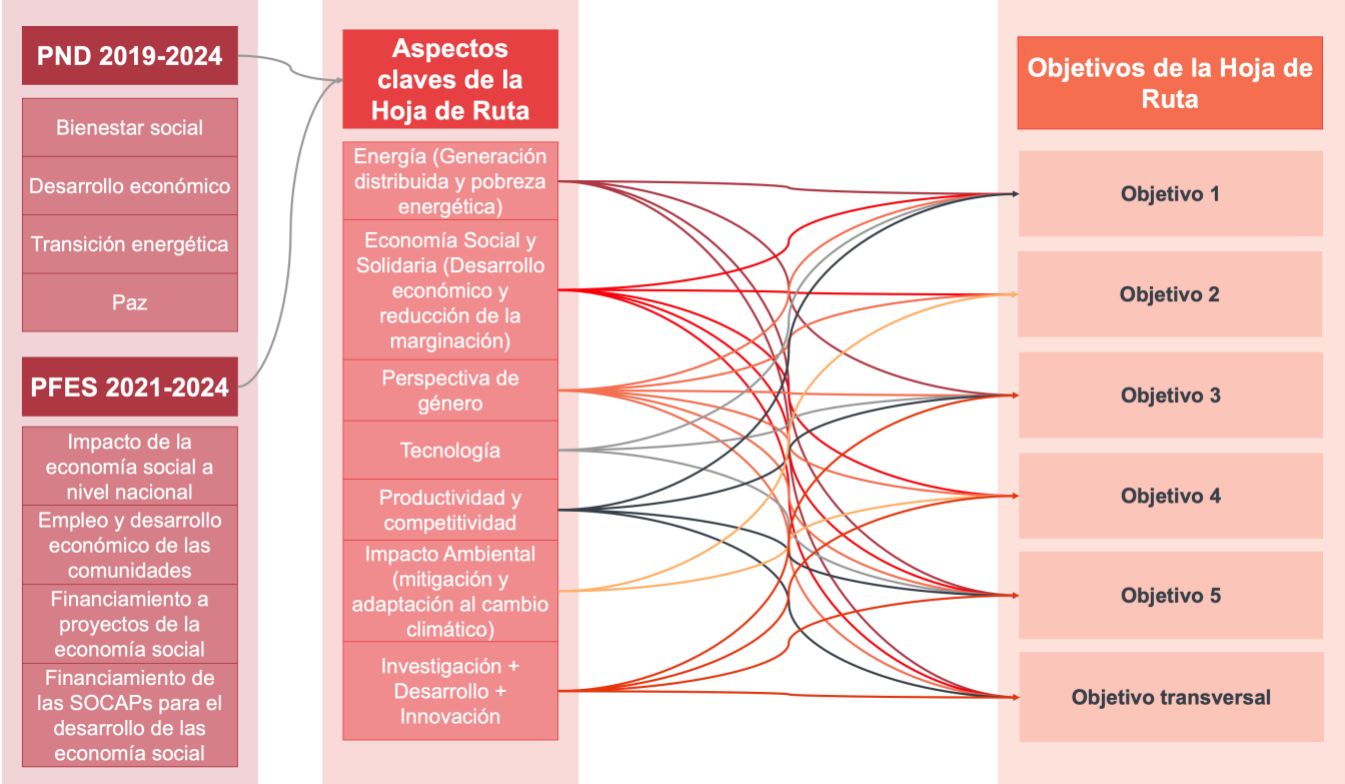 PND 2019-2024
Bienestar social
Desarrollo económico
Transición energética
Paz
PFES 2021-2024
Impacto de la
economía social a
nivel nacional
Empleo y desarrollo
económico de las
comunidades
Financiamiento a
proyectos de la
economía social
Financiamiento de
las SOCAPs para el
desarrollo de las
economía social
Aspectos
claves de la
Hoja de Ruta
Energía (Generación
distribuida y pobreza
energética)
Economía Social y
Solidaria (Desarrollo
económico y
reducción de la
marginación)
Perspectiva de
género
Tecnología
Productividad y
competitividad
Impacto Ambiental
(mitigación y
adaptación al cambio
climático)
Investigación +
Desarrollo +
Innovación
Objetivos de la Hoja de
Ruta
Objetivo 1
Objetivo 2
Objetivo 3
Objetivo 4
Objetivo 5
Objetivo transversal